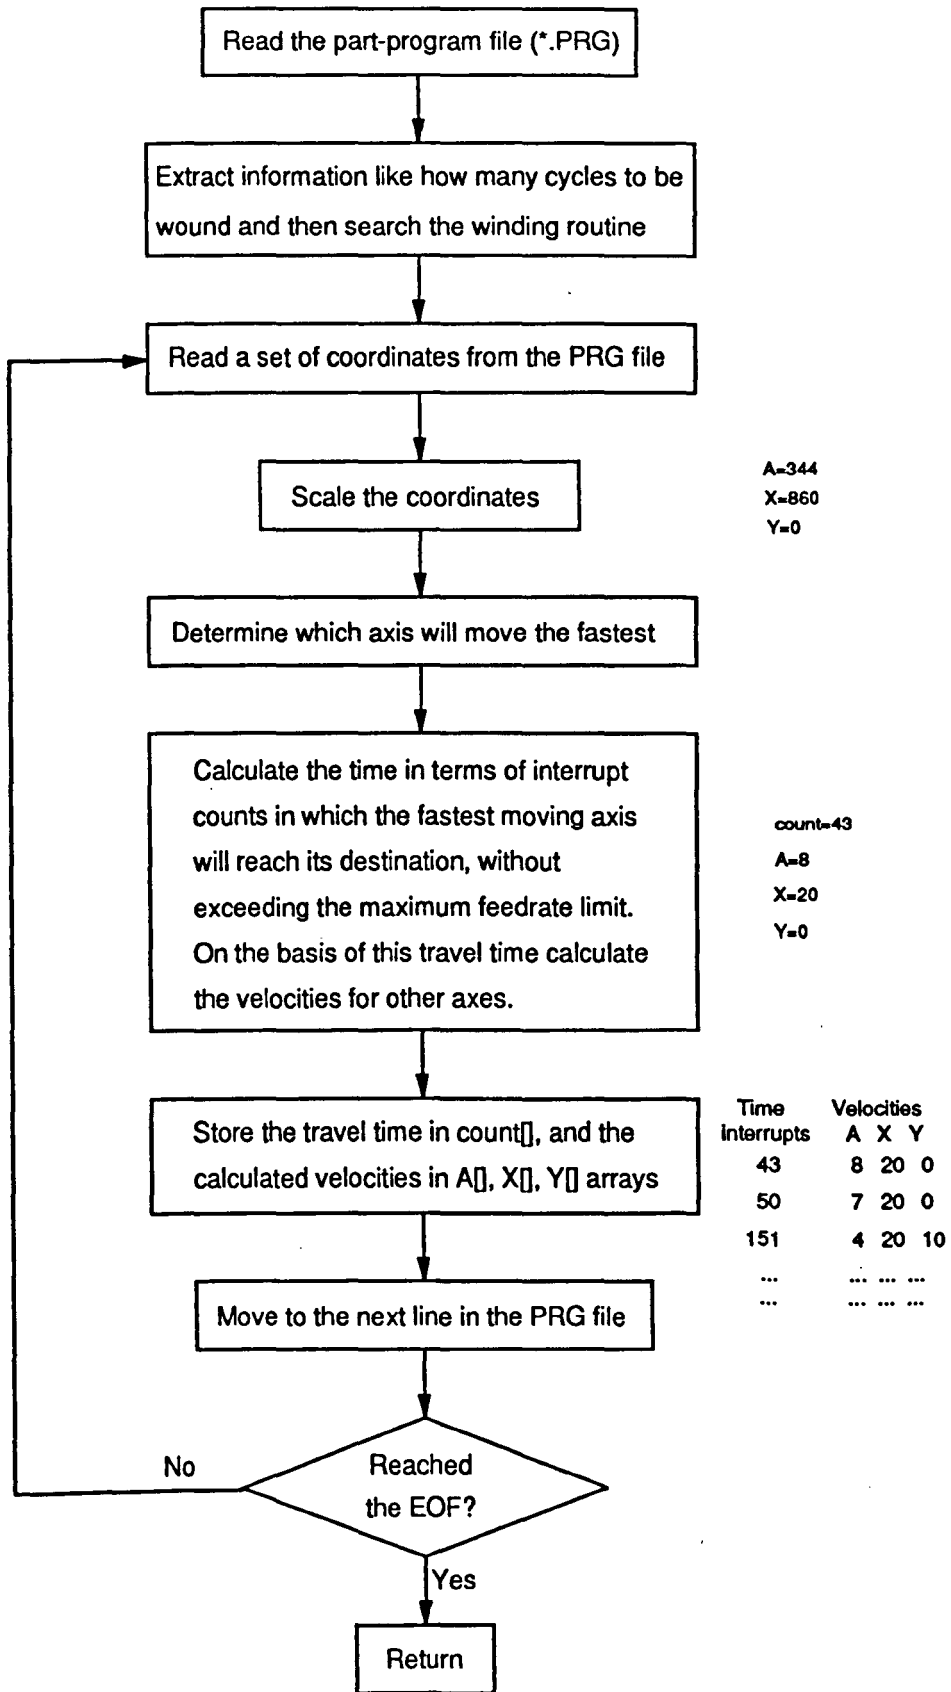 Read the part-program file (*.PRG)
Extract information like how many cycles to be
wound and then search the winding routine
Read a set of coordinates from the PRG file
Scale the coordinates
A=344
X=860
Y=0
Determine which axis will move the fastest
Calculate the time in terms of interrupt
counts in which the fastest moving axis
will reach its destination, without
exceeding the maximum feedrate limit.
On the basis of this travel time calculate
the velocities for other axes.
count=43
A=8
X=20
Y=0
Store the travel time in count[], and the
calculated velocities in A[], X[], Y[] arrays
Time Velocities
interrupts A X Y
43 8 20 0
50 7 20 0
151 4 20 10
... ... ... ...
... ... ... ...
Move to the next line in the PRG file
No
Reached
the EOF?
Yes
Return